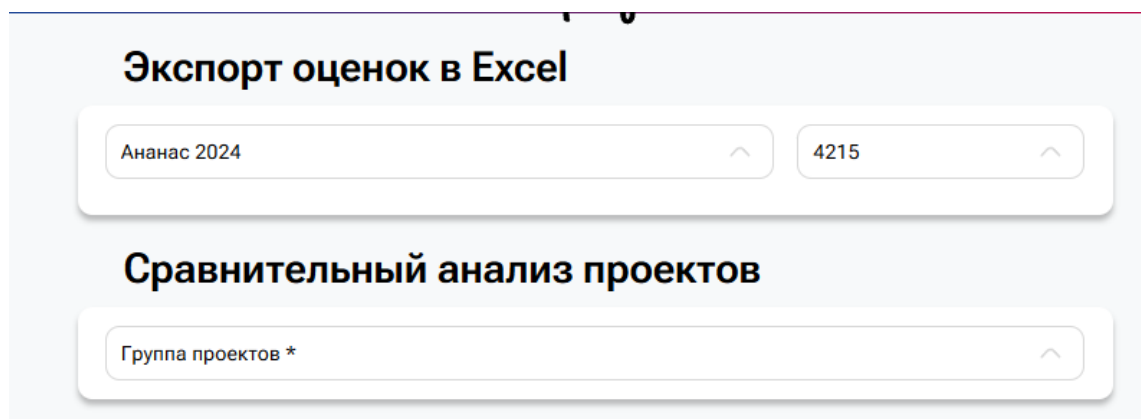 Экспорт оценок в Excel
Ананас 2024
4215
Сравнительный анализ проектов
Группа проектов *